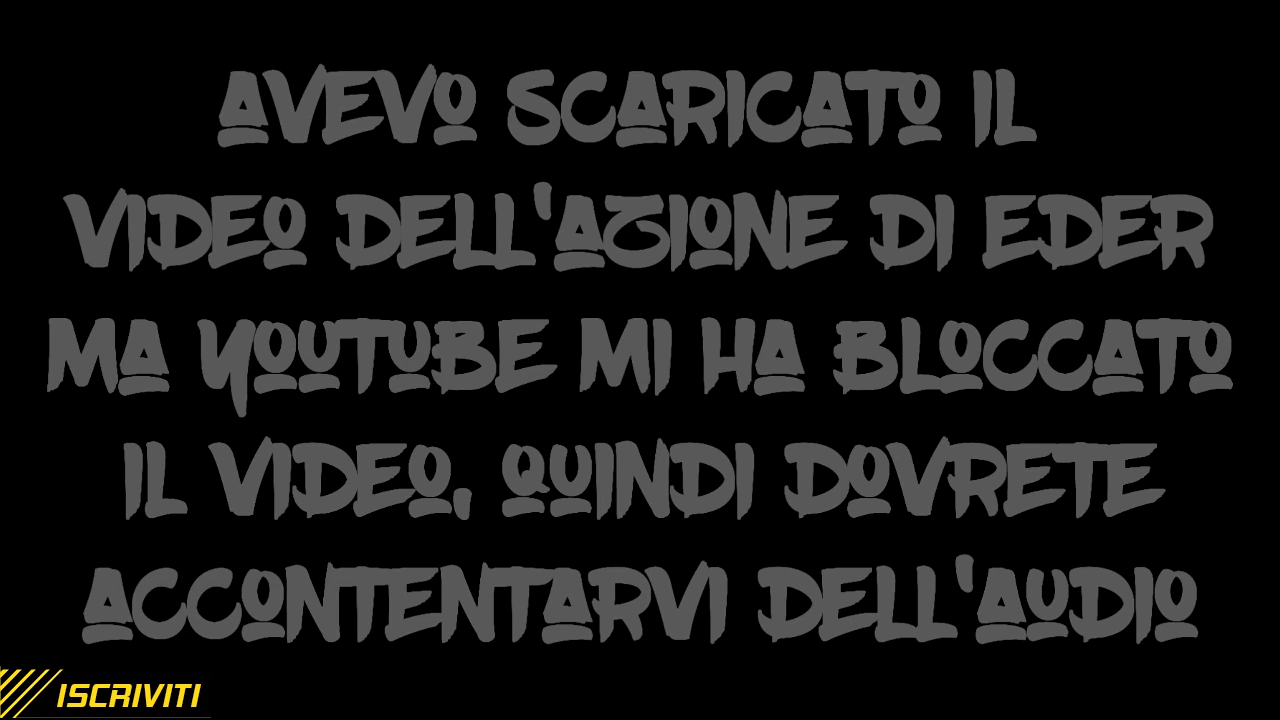 AVEVO SCARICATO IL
VIDEO DELL'AZIONE DI EDER
MA YOUTUBE MI HA BLOCCATO
IL VIDEO, QUINDI DOVRETE
ACCONTENTARVI DELL'AUDIO
ISCRIVITI